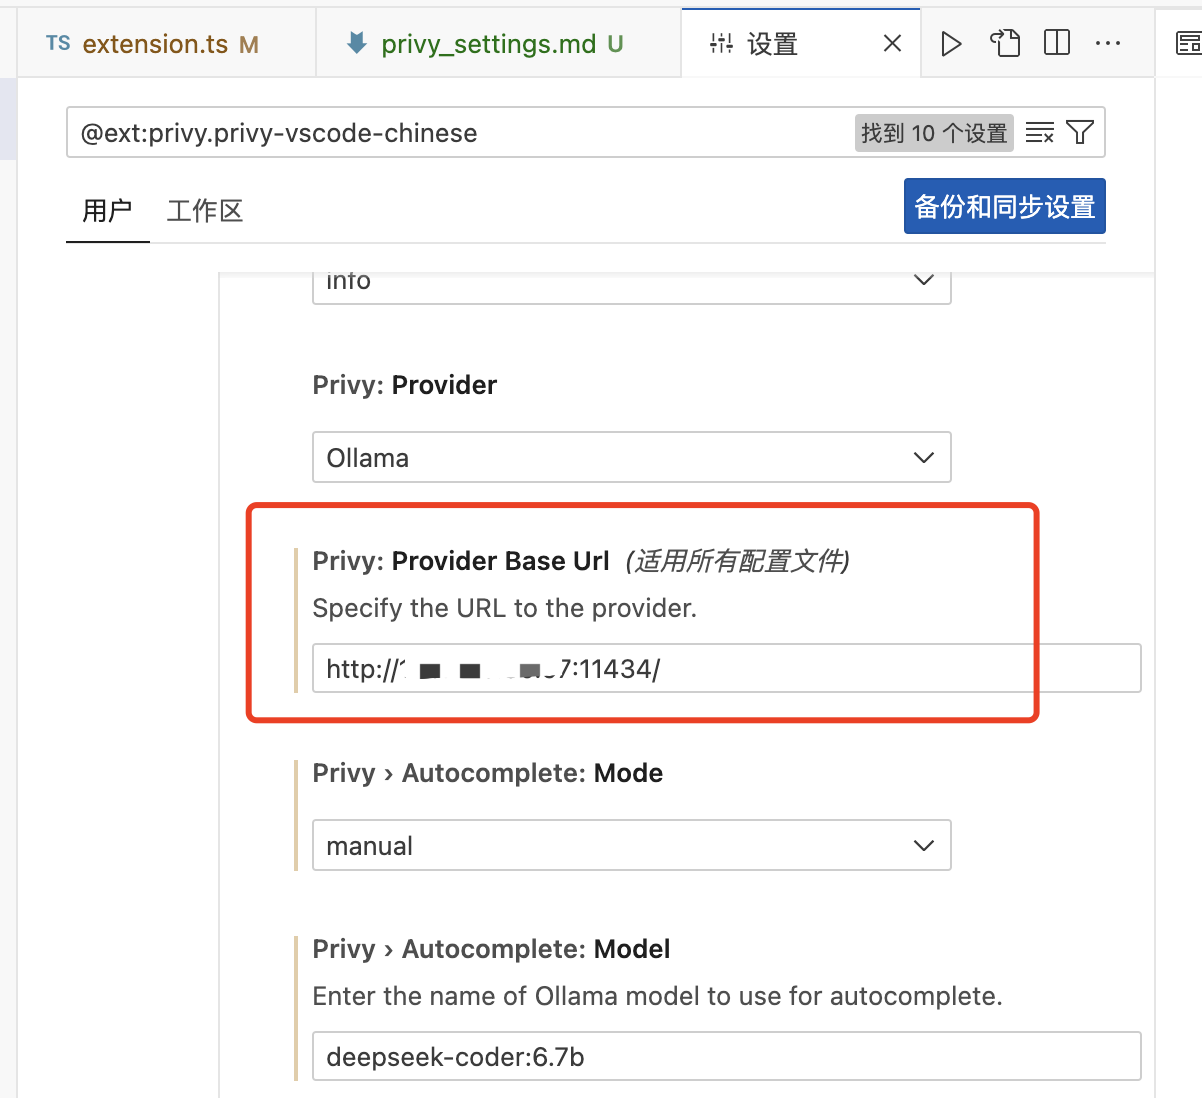 TS extension.ts M
privy_settings.md U
设置
@ext:privy.privy-vscode-chinese
找到 10 个设置
用户
工作区
备份和同步设置
info
Privy: Provider
Ollama
Privy: Provider Base Url (适用所有配置文件)
Specify the URL to the provider.
http:// 7:11434/
Privy › Autocomplete: Mode
manual
Privy › Autocomplete: Model
Enter the name of Ollama model to use for autocomplete.
deepseek-coder:6.7b